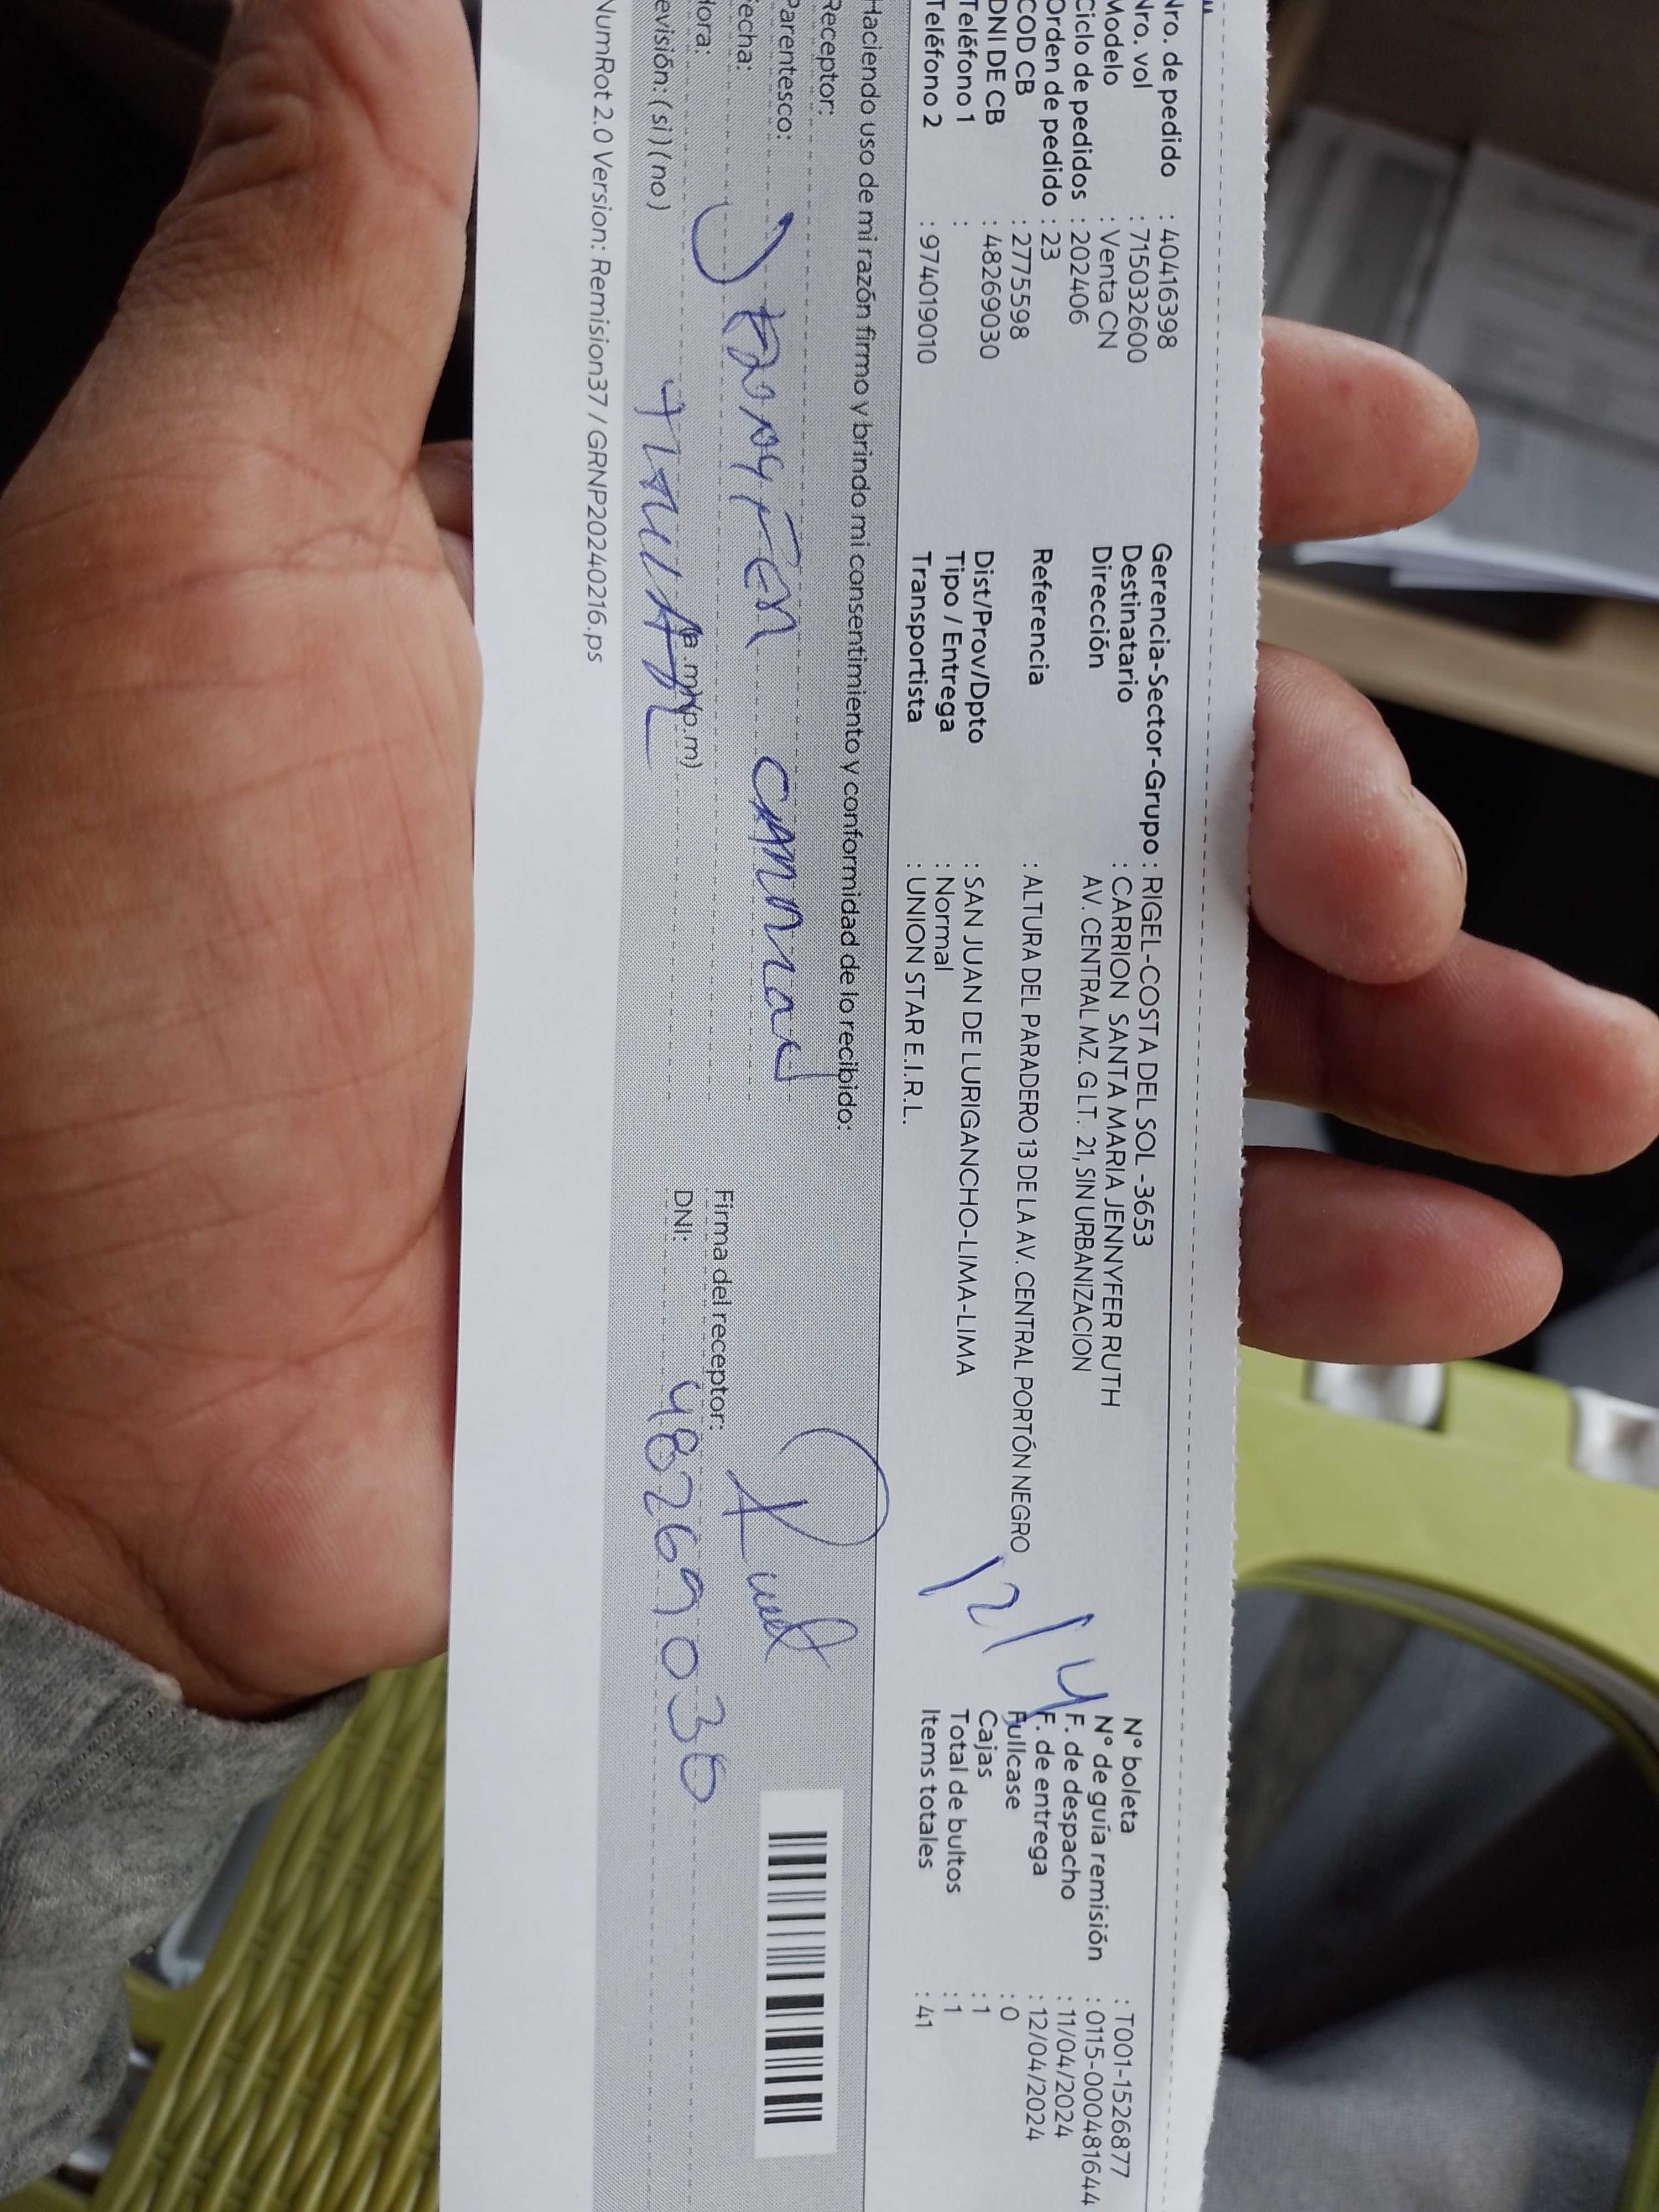 Nro. de pedido : 40416398
Nro. vol : 715032600
Modelo : Venta CN
Ciclo de pedidos : 202406
Orden de pedido : 23
COD CB : 2775598
DNI DE CB : 48269030
Teléfono 1 :
Teléfono 2 : 974019010
Gerencia-Sector-Grupo : RIGEL-COSTA DEL SOL -3653
Destinatario : CARRION SANTA MARIA JENNYFER RUTH
Dirección AV. CENTRAL MZ. G LT. 21, SIN URBANIZACION
Referencia : ALTURA DEL PARADERO 13 DE LA AV. CENTRAL PORTÓN NEGRO
Dist/Prov/Dpto : SAN JUAN DE LURIGANCHO-LIMA-LIMA
Tipo / Entrega : Normal
Transportista : UNION STAR E.I.R.L.
12/4
N° boleta : T001-1526877
N° de guía remisión : 0115-000481644
F. de despacho : 11/04/2024
F. de entrega : 12/04/2024
Fullcase : 0
Cajas : 1
Total de bultos : 1
Items totales : 41
Haciendo uso de mi razón firmo y brindo mi consentimiento y conformidad de lo recibido:
Receptor:
Parentesco:
Fecha:
Hora: (a.m)(p.m)
evisión: (sì) (no)
Firma del receptor:
DNI: 48269030
NumRot 2.0 Version: Remision37 / GRNP20240216.ps